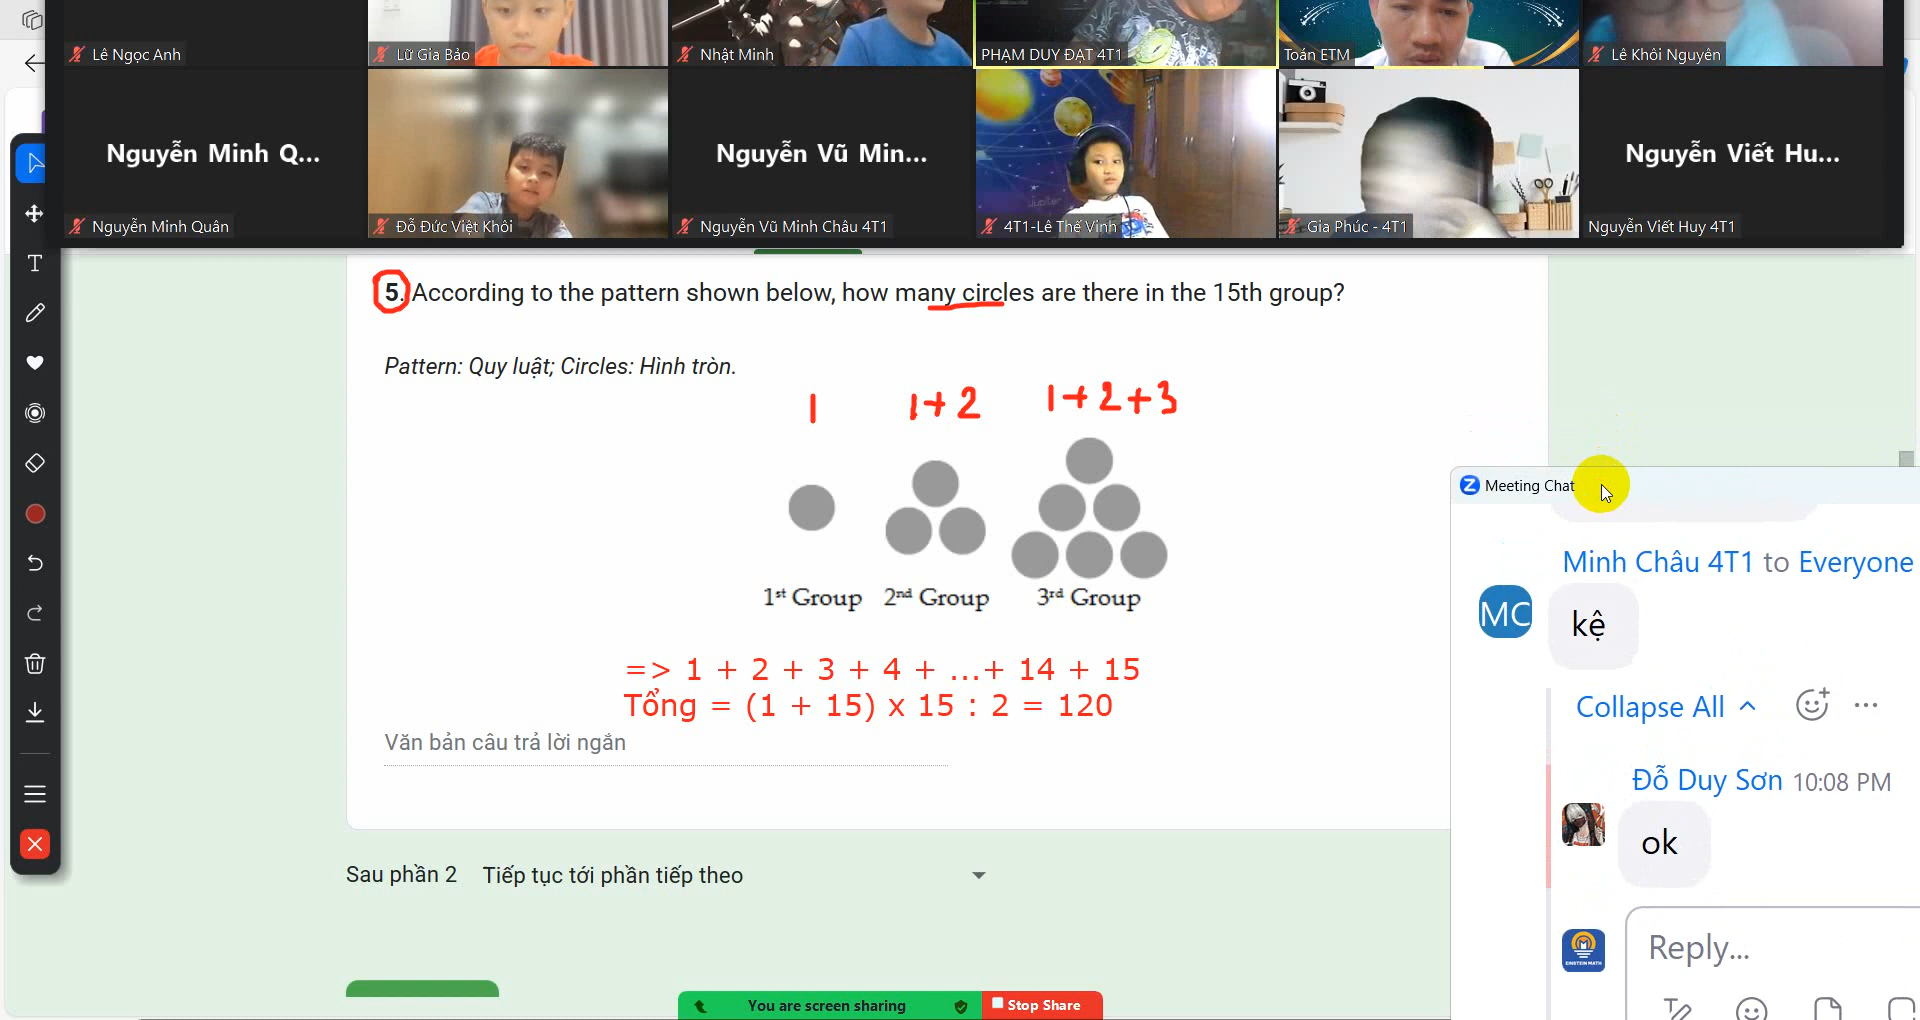 Lê Ngọc Anh
Lữ Gia Bảo
Nhật Minh
PHẠM DUY ĐẠT 4T1
Toán ETM
Lê Khôi Nguyên
Nguyễn Minh Q...
Nguyễn Vũ Min...
Nguyễn Viết Hu...
Nguyễn Minh Quân
Đỗ Đức Việt Khôi
Nguyễn Vũ Minh Châu 4T1
4T1-Lê Thế Vinh
Gia Phúc - 4T1
Nguyễn Viết Huy 4T1
5. According to the pattern shown below, how many circles are there in the 15th group?
Pattern: Quy luật; Circles: Hình tròn.
1 1+2 1+2+3
1st Group 2nd Group 3rd Group
=> 1 + 2 + 3 + 4 + ...+ 14 + 15
Tổng = (1 + 15) x 15 : 2 = 120
Văn bản câu trả lời ngắn
Sau phần 2 Tiếp tục tới phần tiếp theo
You are screen sharing
Stop Share
Meeting Chat
Minh Châu 4T1 to Everyone
MC
kệ
Collapse All
Đỗ Duy Sơn 10:08 PM
ok
EINSTEIN MATH
Reply...